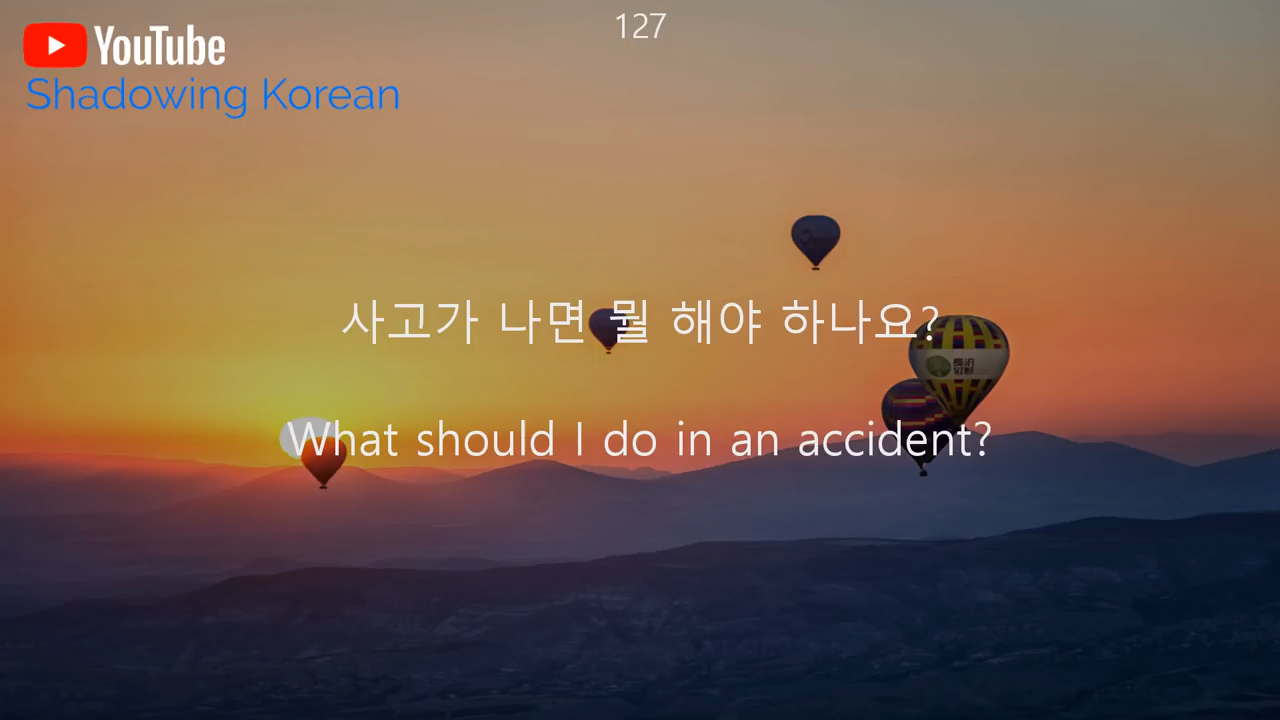 127
YouTube
Shadowing Korean
사고가 나면 뭘 해야 하나요?
What should I do in an accident?